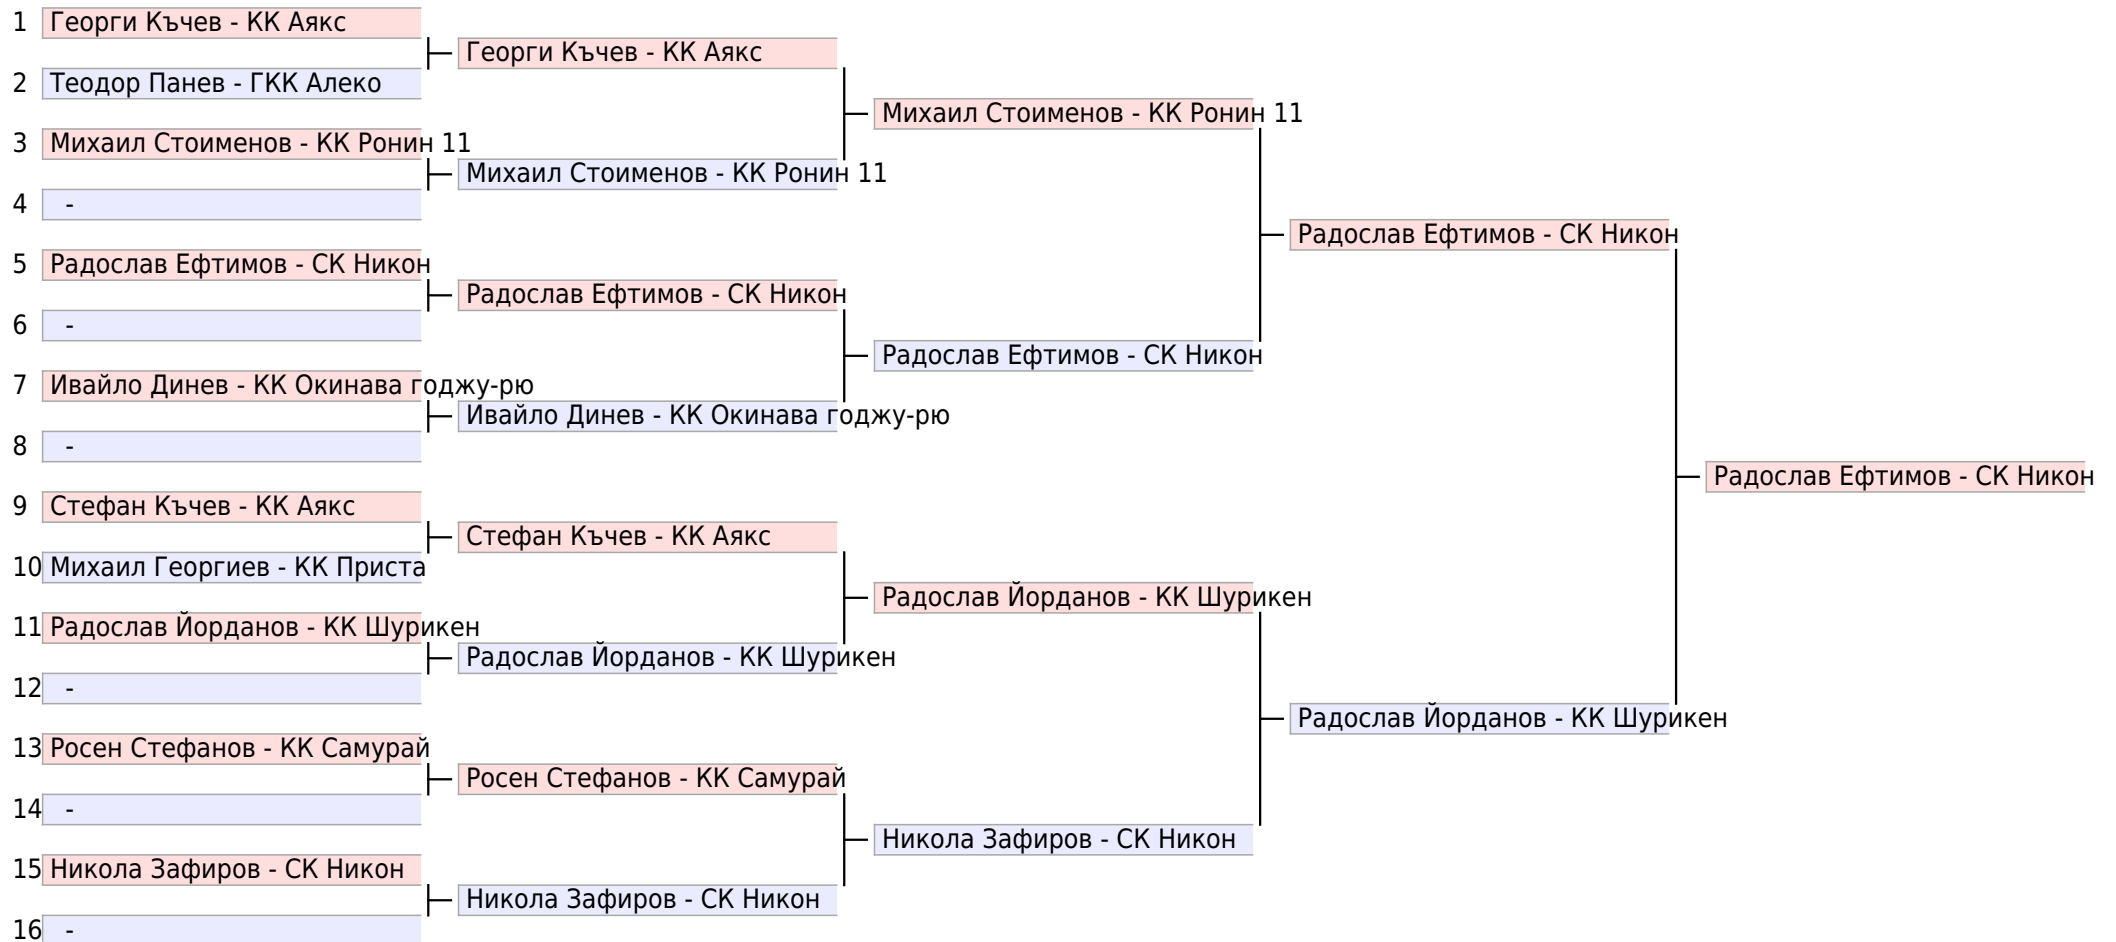 1 Георги Къчев - КК Аякс
Георги Къчев - КК Аякс
2 Теодор Панев - ГКК Алеко
Михаил Стоименов - КК Ронин 11
3 Михаил Стоименов - КК Ронин 11
Михаил Стоименов - КК Ронин 11
4 -
Радослав Ефтимов - СК Никон
5 Радослав Ефтимов - СК Никон
Радослав Ефтимов - СК Никон
6 -
Радослав Ефтимов - СК Никон
7 Ивайло Динев - КК Окинава годжу-рю
Ивайло Динев - КК Окинава годжу-рю
8 -
Радослав Ефтимов - СК Никон
9 Стефан Къчев - КК Аякс
Стефан Къчев - КК Аякс
10 Михаил Георгиев - КК Приста
Радослав Йорданов - КК Шурикен
11 Радослав Йорданов - КК Шурикен
Радослав Йорданов - КК Шурикен
12 -
Радослав Йорданов - КК Шурикен
13 Росен Стефанов - КК Самурай
Росен Стефанов - КК Самурай
14 -
Никола Зафиров - СК Никон
15 Никола Зафиров - СК Никон
Никола Зафиров - СК Никон
16 -